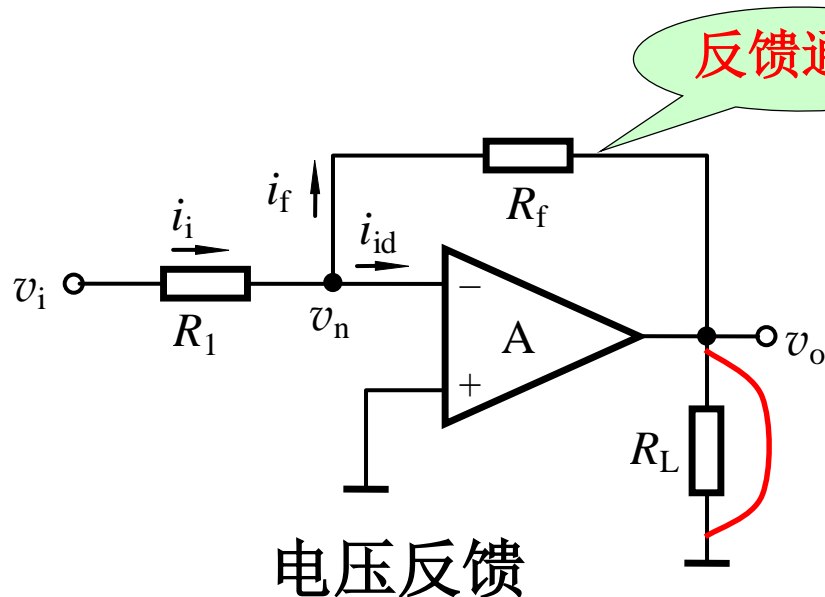 反馈通
R_f
i_f
i_i
i_id
v_i
R_1
v_n
−
A
+
v_o
R_L
电压反馈